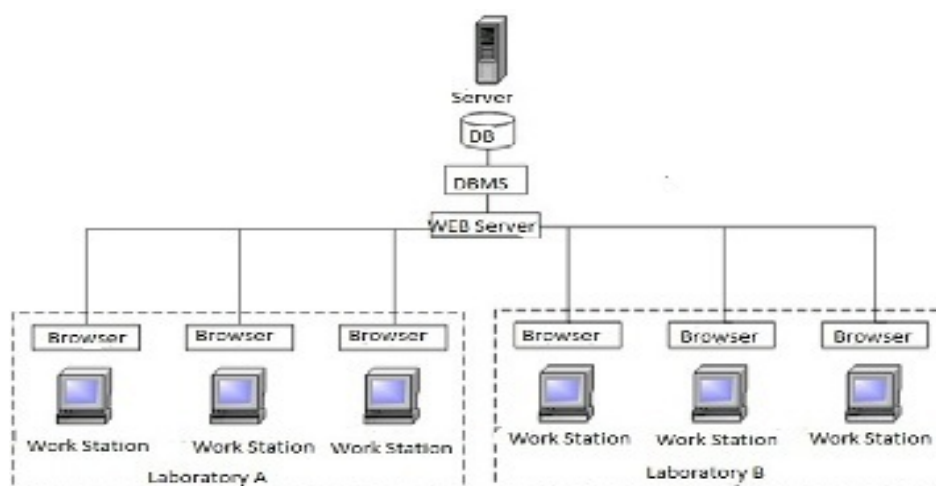 Server
DB
DBMS
WEB Server
Browser Browser Browser Browser Browser Browser
Work Station Work Station Work Station Work Station Work Station Work Station
Laboratory A Laboratory B